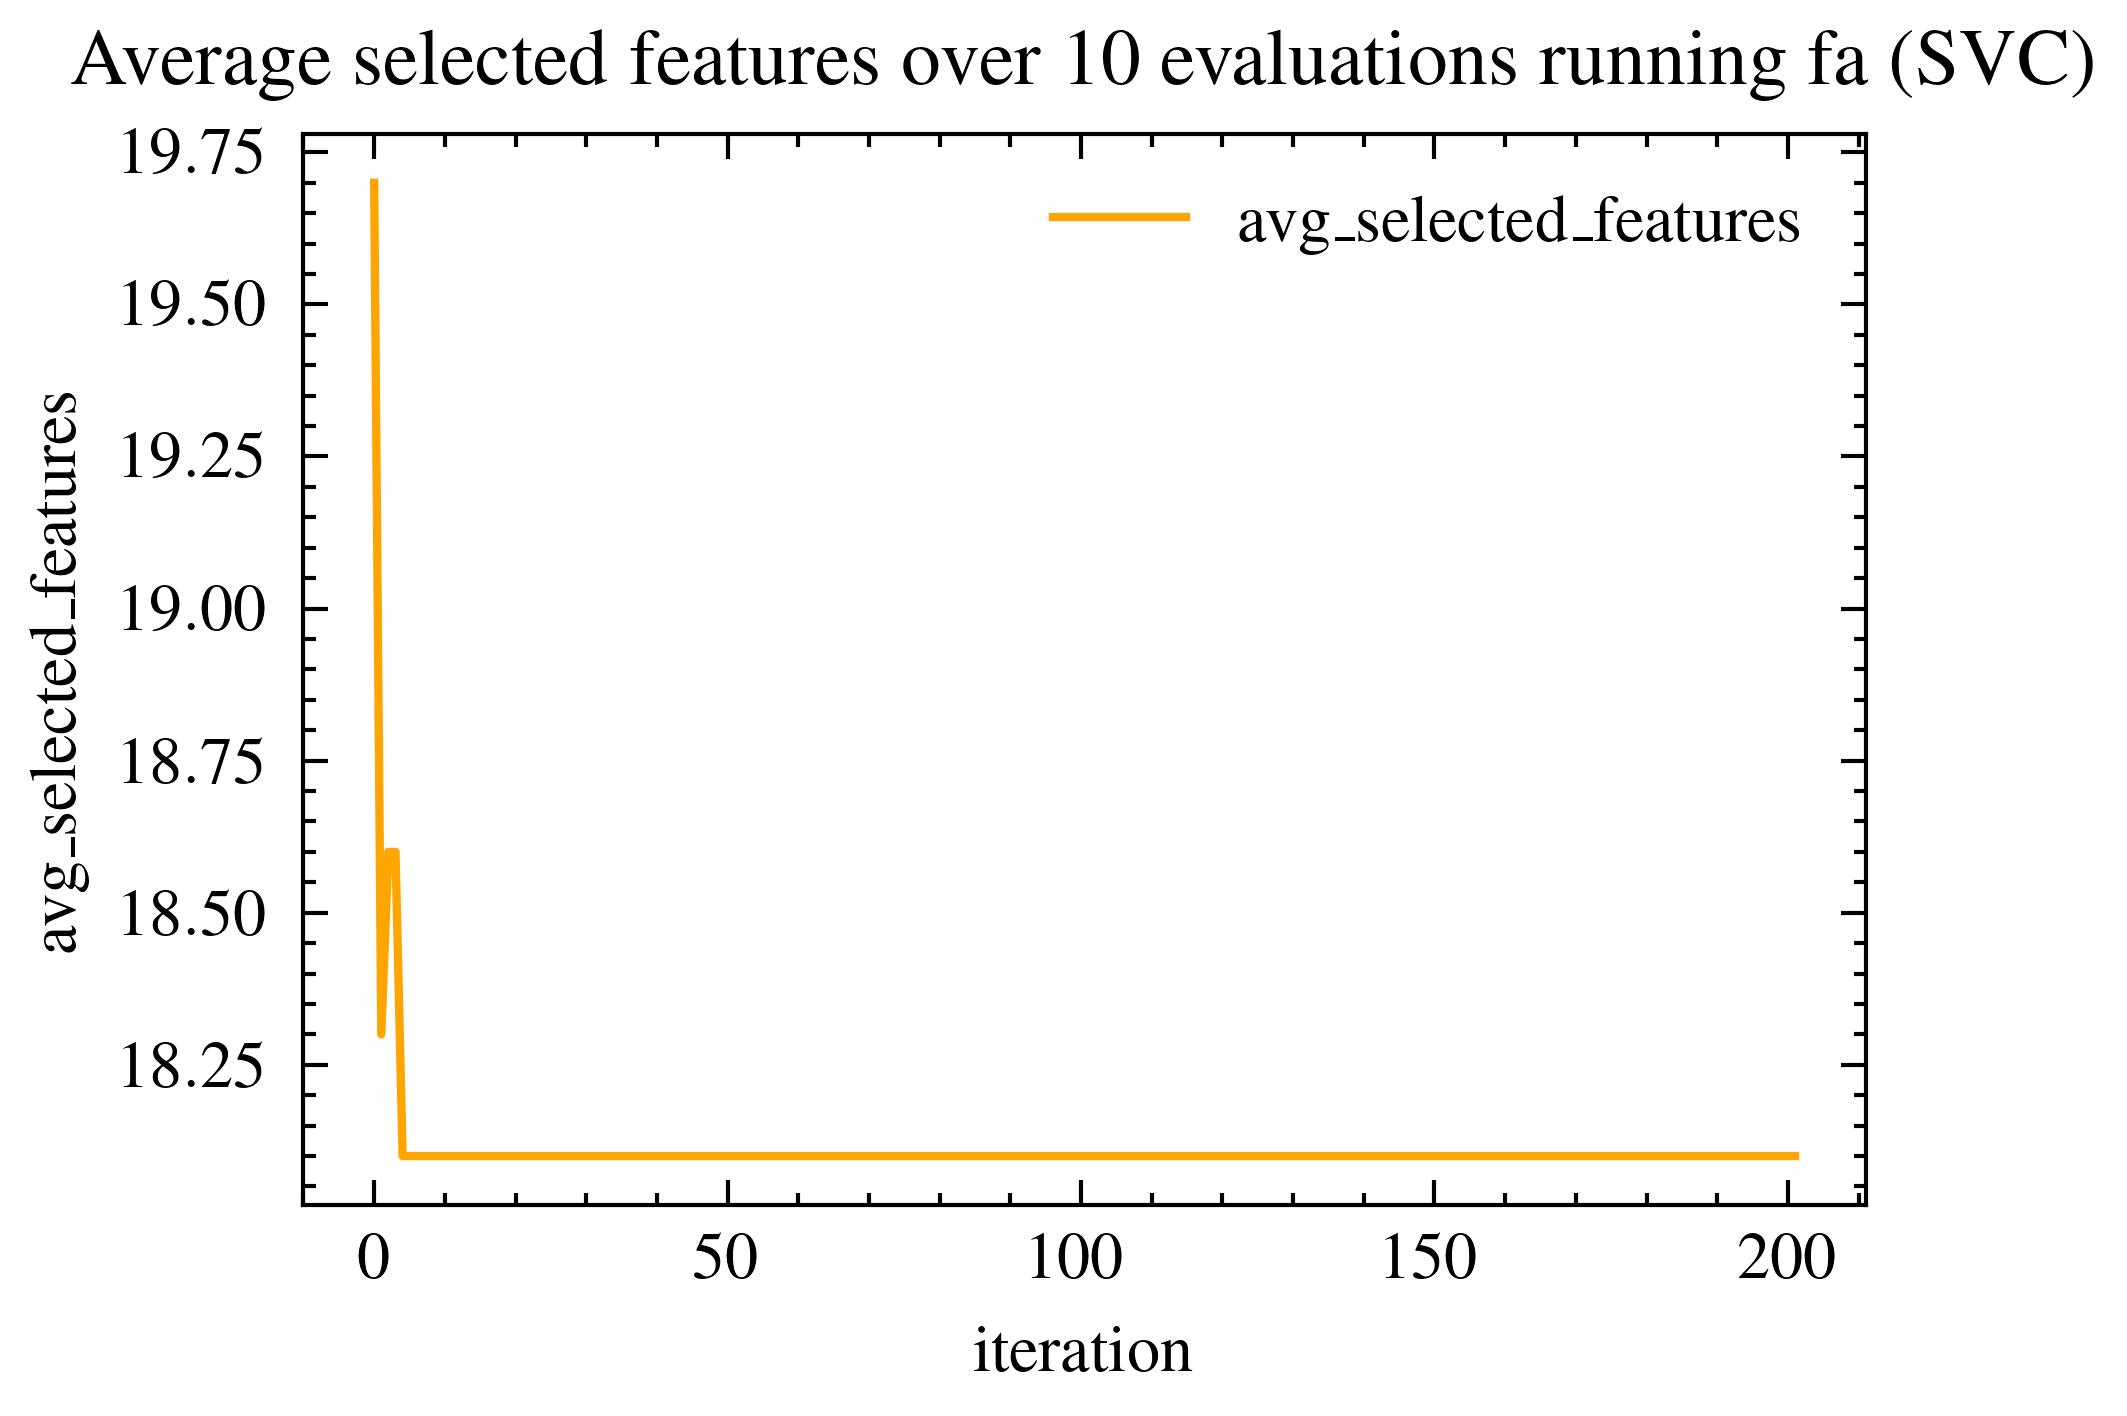 Average selected features over 10 evaluations running fa (SVC)
avg_selected_features
19.75
19.50
19.25
19.00
18.75
18.50
18.25
avg_selected_features
0 50 100 150 200
iteration